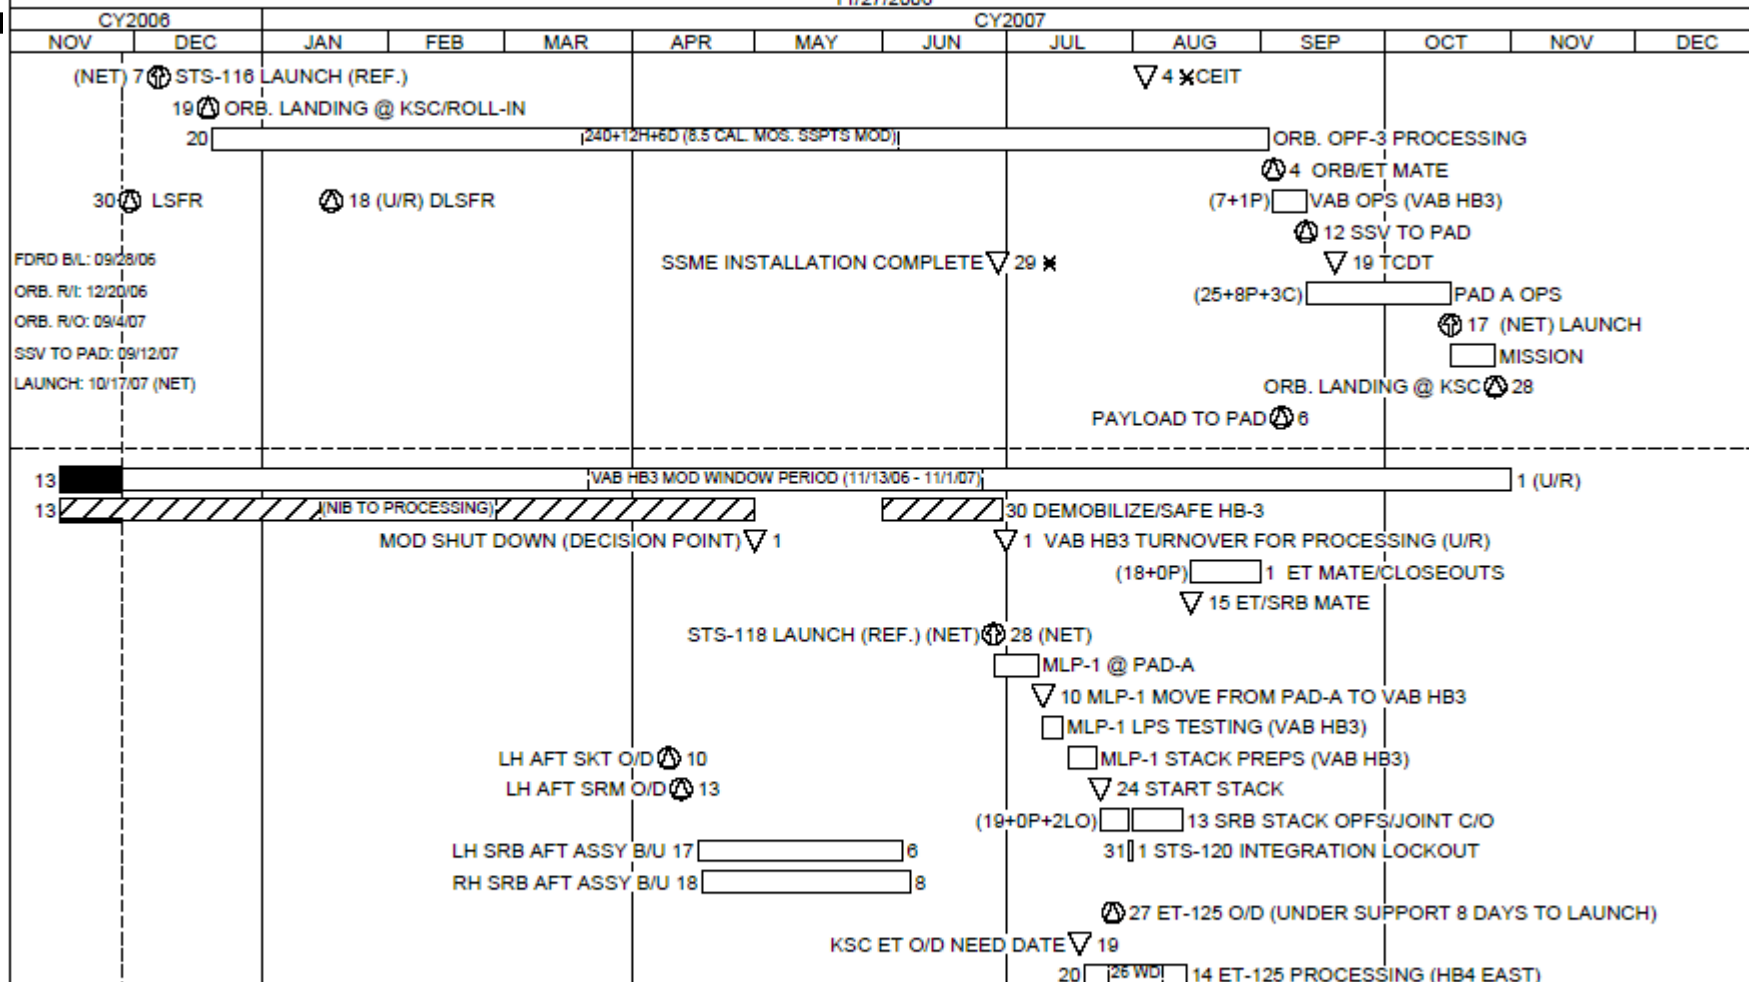 CY2006 CY2007
NOV DEC JAN FEB MAR APR MAY JUN JUL AUG SEP OCT NOV DEC
(NET) 7 STS-116 LAUNCH (REF.) 4 CEIT
19 ORB. LANDING @ KSC/ROLL-IN
20 240+12H+6D (8.5 CAL. MOS. SSPTS MOD) ORB. OPF-3 PROCESSING
4 ORB/ET MATE
30 LSFR 18 (U/R) DLSFR (7+1P) VAB OPS (VAB HB3)
12 SSV TO PAD
FDRD B/L: 09/28/06 SSME INSTALLATION COMPLETE 29 19 TCDT
ORB. R/I: 12/20/06 (25+8P+3C) PAD A OPS
ORB. R/O: 09/4/07 17 (NET) LAUNCH
SSV TO PAD: 09/12/07 MISSION
LAUNCH: 10/17/07 (NET) ORB. LANDING @ KSC 28
PAYLOAD TO PAD 6
13 VAB HB3 MOD WINDOW PERIOD (11/13/06 - 11/1/07) 1 (U/R)
13 (NIB TO PROCESSING) 30 DEMOBILIZE/SAFE HB-3
MOD SHUT DOWN (DECISION POINT) 1 1 VAB HB3 TURNOVER FOR PROCESSING (U/R)
(18+0P) 1 ET MATE/CLOSEOUTS
15 ET/SRB MATE
STS-118 LAUNCH (REF.) (NET) 28 (NET)
MLP-1 @ PAD-A
10 MLP-1 MOVE FROM PAD-A TO VAB HB3
MLP-1 LPS TESTING (VAB HB3)
LH AFT SKT O/D 10 MLP-1 STACK PREPS (VAB HB3)
LH AFT SRM O/D 13 24 START STACK
(19+0P+2LO) 13 SRB STACK OPFS/JOINT C/O
LH SRB AFT ASSY B/U 17 6 31 1 STS-120 INTEGRATION LOCKOUT
RH SRB AFT ASSY B/U 18 8
27 ET-125 O/D (UNDER SUPPORT 8 DAYS TO LAUNCH)
KSC ET O/D NEED DATE 19
20 26 WD 14 ET-125 PROCESSING (HB4 EAST)